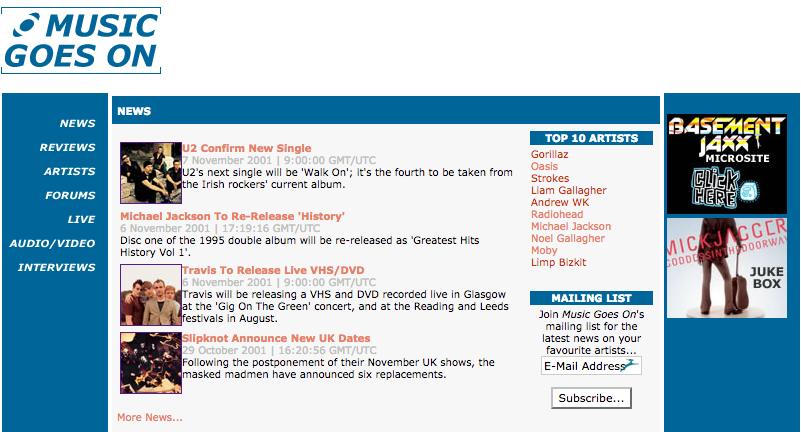 MUSIC
GOES ON
NEWS
REVIEWS
ARTISTS
FORUMS
LIVE
AUDIO/VIDEO
INTERVIEWS
NEWS
U2 Confirm New Single
7 November 2001 | 9:00:00 GMT/UTC
U2's next single will be 'Walk On'; it's the fourth to be taken from
the Irish rockers' current album.
Michael Jackson To Re-Release 'History'
6 November 2001 | 17:19:16 GMT/UTC
Disc one of the 1995 double album will be re-released as 'Greatest Hits
History Vol 1'.
Travis To Release Live VHS/DVD
6 November 2001 | 9:00:00 GMT/UTC
Travis will be releasing a VHS and DVD recorded live in Glasgow
at the 'Gig On The Green' concert, and at the Reading and Leeds
festivals in August.
Slipknot Announce New UK Dates
29 October 2001 | 16:20:56 GMT/UTC
Following the postponement of their November UK shows, the
masked madmen have announced six replacements.
More News...
TOP 10 ARTISTS
Gorillaz
Oasis
Strokes
Liam Gallagher
Andrew WK
Radiohead
Michael Jackson
Noel Gallagher
Moby
Limp Bizkit
MAILING LIST
Join Music Goes On's
mailing list for the
latest news on your
favourite artists...
E-Mail Address
Subscribe...
BASEMENT
JAXX
MICROSITE
CLICK
HERE
MICKJAGGER
GODDESSINTHEDOORWAY
JUKE
BOX